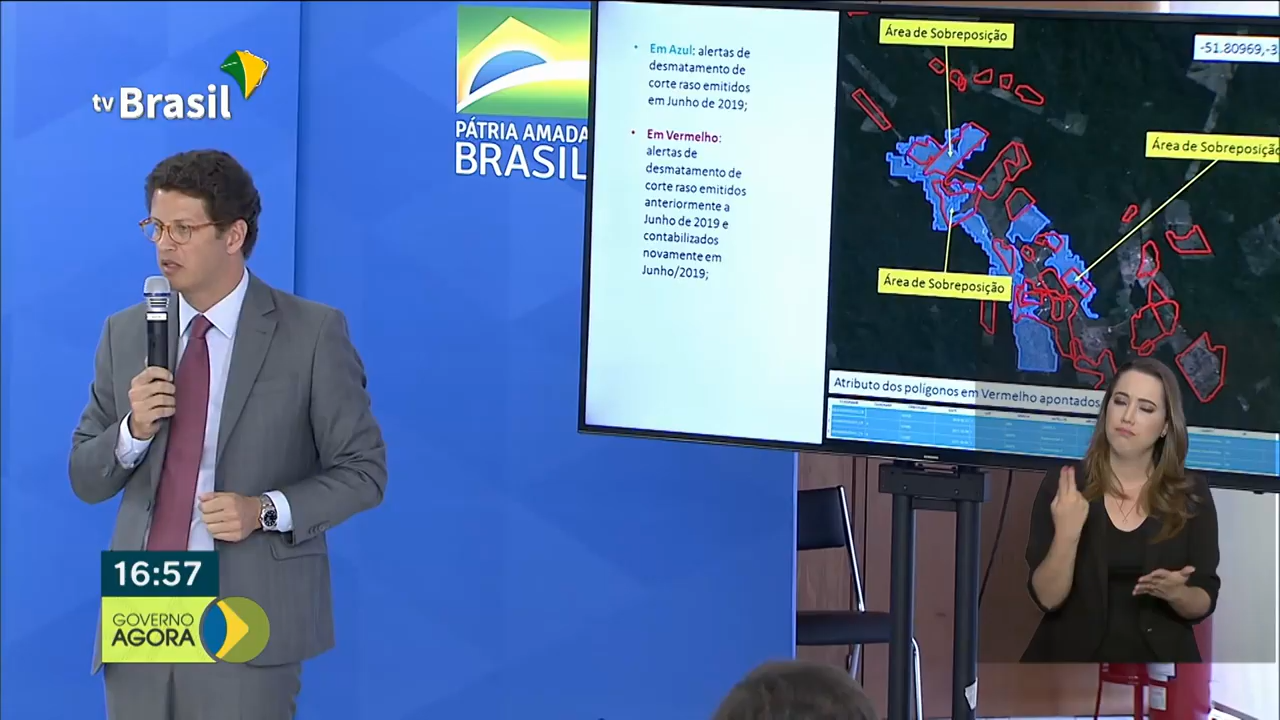 tv Brasil
PÁTRIA AMADA
BRASIL
• Em Azul: alertas de
desmatamento de
corte raso emitidos
em Junho de 2019;
• Em Vermelho:
alertas de
desmatamento de
corte raso emitidos
anteriormente a
Junho de 2019 e
contabilizados
novamente em
Junho/2019;
Área de Sobreposição
-51.80969,-3
Área de Sobreposição
Área de Sobreposição
Atributo dos polígonos em Vermelho apontados
16:57
GOVERNO
AGORA